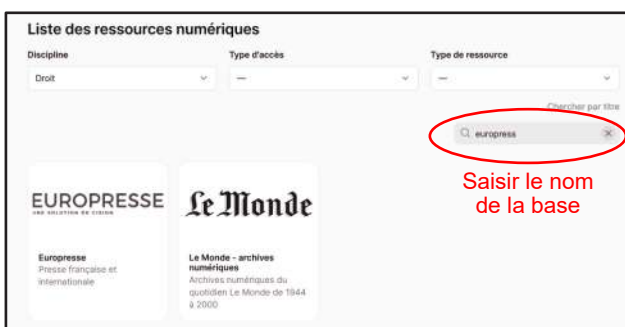 Liste des ressources numériques
Discipline
Type d'accès
Type de ressource
Droit
—
—
Chercher par titre
europress
Saisir le nom
de la base
EUROPRESSE
UNE SOLUTION DE CISION
Le Monde
Europresse
Presse française et
internationale
Le Monde - archives
numériques
Archives numériques du
quotidien Le Monde de 1944
à 2000